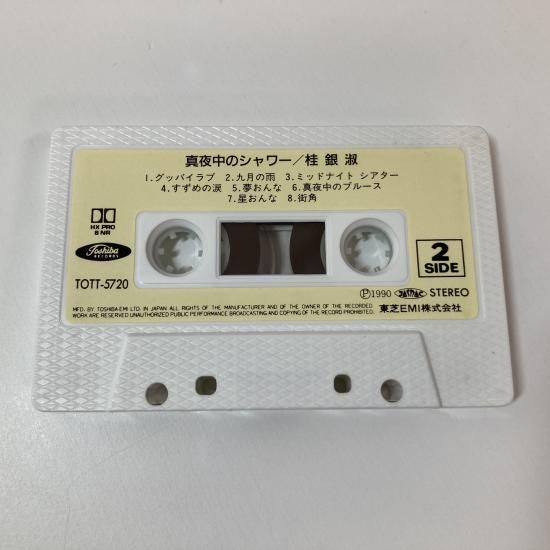 真夜中のシャワー／桂 銀 淑
1.グッバイラブ 2.九月の雨 3.ミッドナイト シアター
4.すずめの涙 5.夢おんな 6.真夜中のブルース
7.星おんな 8.街角
HX PRO
B NR
Toshiba
RECORDS
TOTT-5720
2
SIDE
Ⓟ1990 JASRAC STEREO
MFD. BY TOSHIBA-EMI LTD. IN JAPAN ALL RIGHTS OF THE MANUFACTURER AND OF THE OWNER OF THE RECORDED
WORK ARE RESERVED UNAUTHORIZED PUBLIC PERFORMANCE BROADCASTING AND COPYING OF THE RECORD PROHIBITED.
東芝EMI株式会社